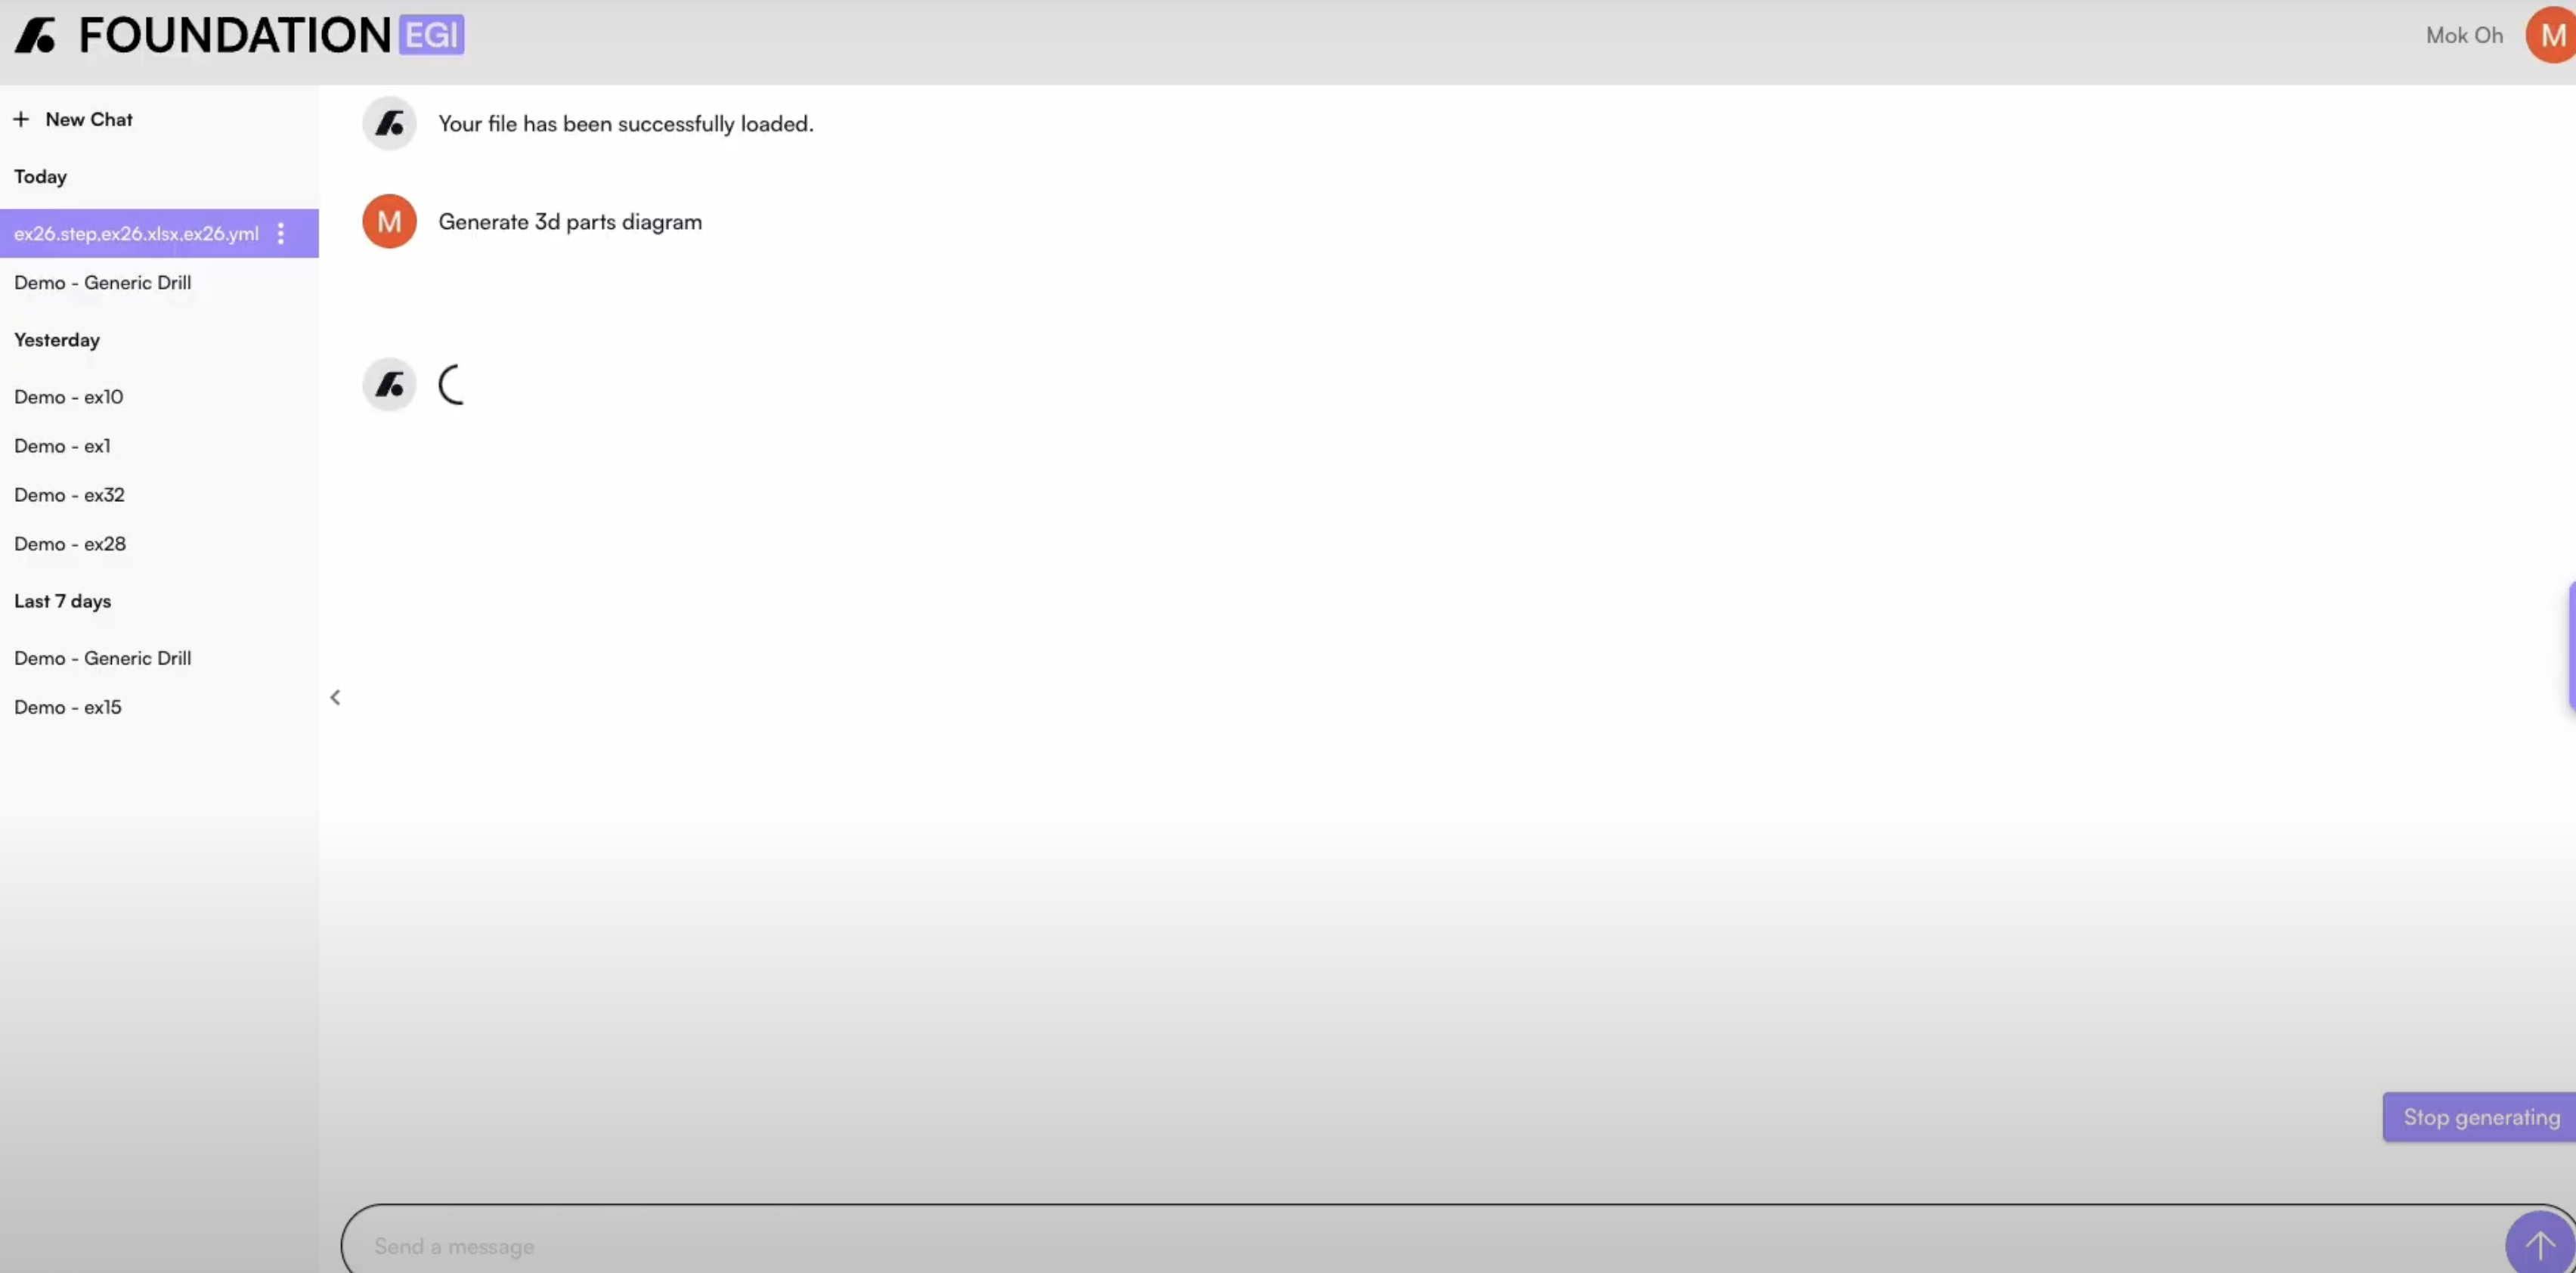 FOUNDATION EGI
Mok Oh
M
+ New Chat
Today
ex26.step,ex26.xlsx,ex26.yml
Demo - Generic Drill
Yesterday
Demo - ex10
Demo - ex1
Demo - ex32
Demo - ex28
Last 7 days
Demo - Generic Drill
Demo - ex15
Your file has been successfully loaded.
M
Generate 3d parts diagram
Stop generating
Send a message